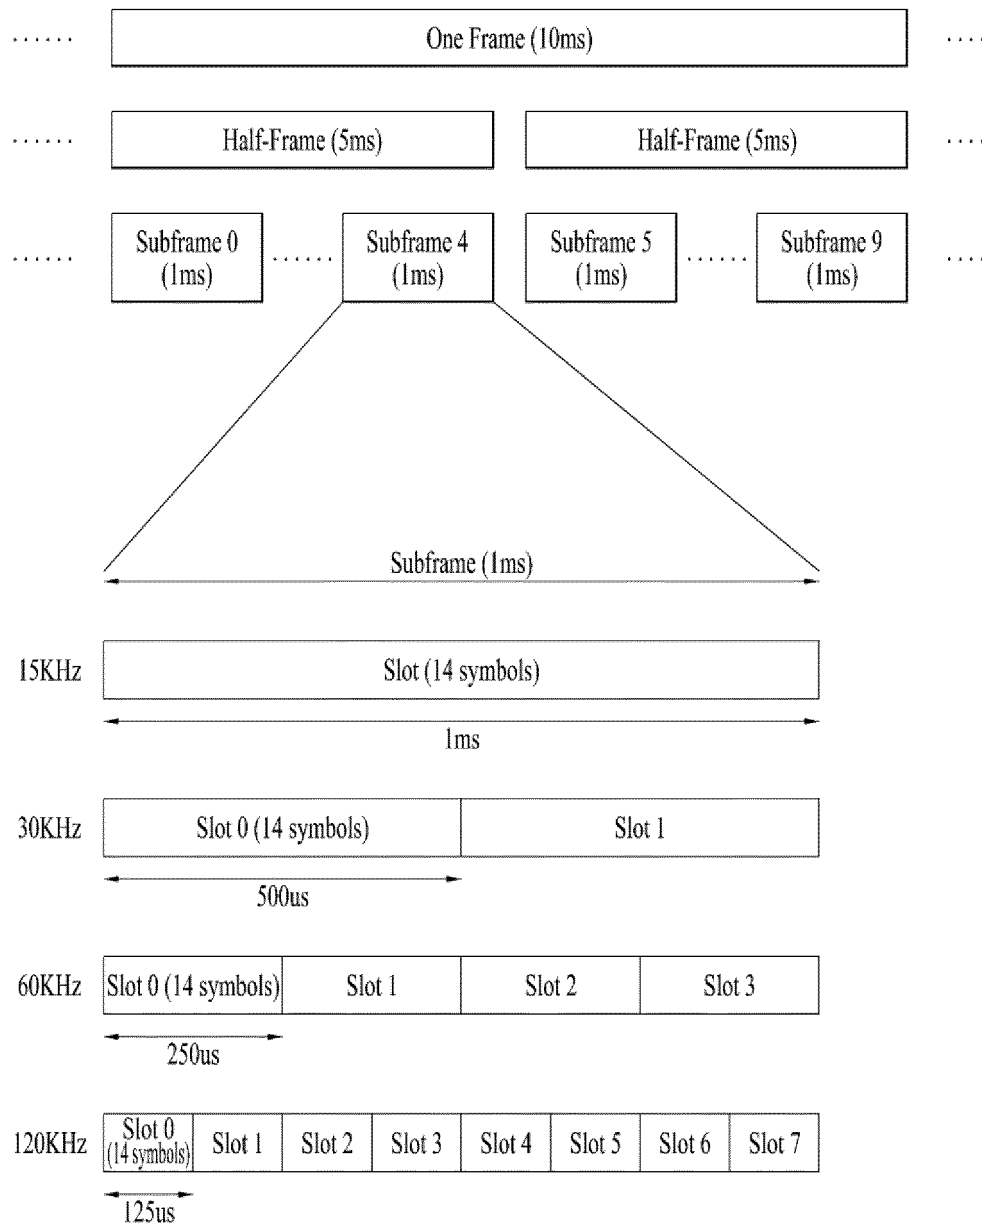 ...... One Frame (10ms) ....
...... Half-Frame (5ms) Half-Frame (5ms) ....
...... Subframe 0 (1ms) ...... Subframe 4 (1ms) Subframe 5 (1ms) ...... Subframe 9 (1ms) ....
Subframe (1ms)
15KHz Slot (14 symbols)
1ms
30KHz Slot 0 (14 symbols) Slot 1
500us
60KHz Slot 0 (14 symbols) Slot 1 Slot 2 Slot 3
250us
120KHz Slot 0 (14 symbols) Slot 1 Slot 2 Slot 3 Slot 4 Slot 5 Slot 6 Slot 7
125us